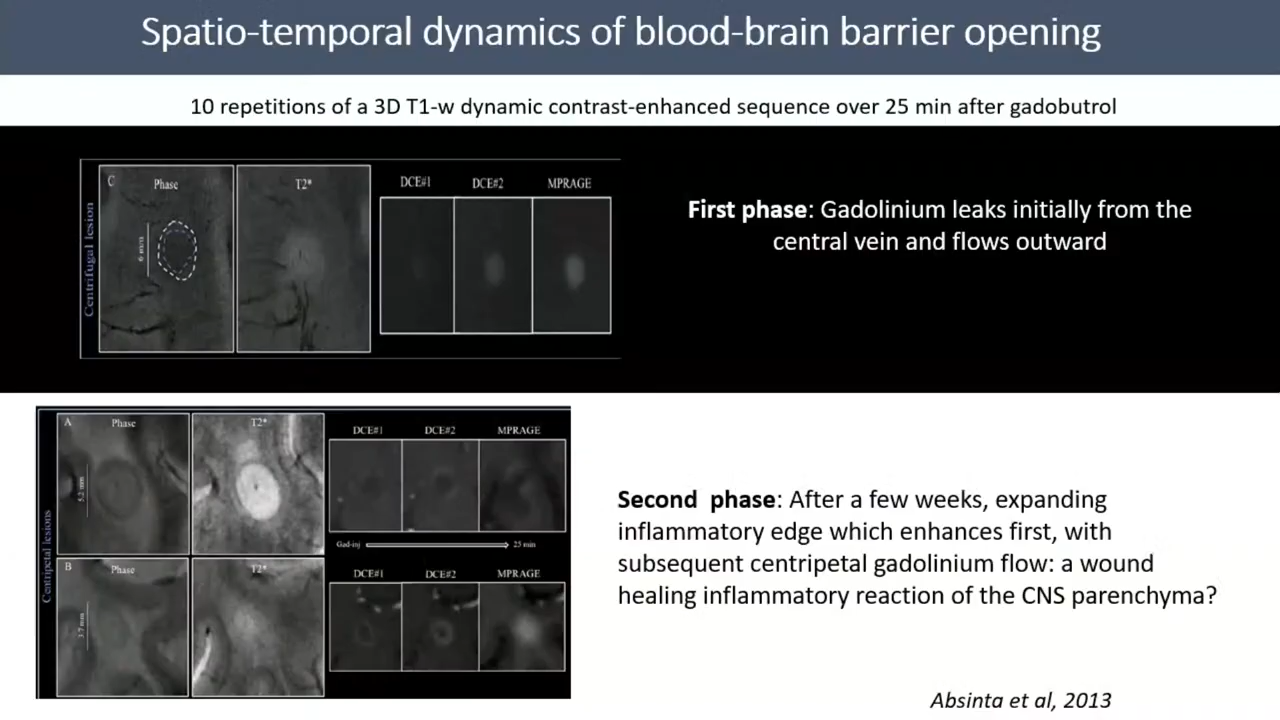 Spatio-temporal dynamics of blood-brain barrier opening
10 repetitions of a 3D T1-w dynamic contrast-enhanced sequence over 25 min after gadobutrol
Centrifugal lesion
C
Phase
6 mm
T2*
DCE#1
DCE#2
MPRAGE
First phase: Gadolinium leaks initially from the
central vein and flows outward
Centripetal lesions
A
Phase
5.2 mm
T2*
DCE#1
DCE#2
MPRAGE
Gad-inj
25 min
B
Phase
3.7 mm
T2*
DCE#1
DCE#2
MPRAGE
Second phase: After a few weeks, expanding
inflammatory edge which enhances first, with
subsequent centripetal gadolinium flow: a wound
healing inflammatory reaction of the CNS parenchyma?
Absinta et al, 2013